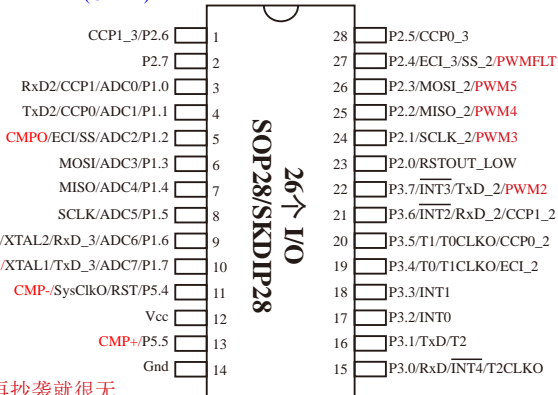 CCP1_3/P2.6 1
P2.7 2
RxD2/CCP1/ADC0/P1.0 3
TxD2/CCP0/ADC1/P1.1 4
CMPO/ECI/SS/ADC2/P1.2 5
MOSI/ADC3/P1.3 6
MISO/ADC4/P1.4 7
SCLK/ADC5/P1.5 8
/XTAL2/RxD_3/ADC6/P1.6 9
/XTAL1/TxD_3/ADC7/P1.7 10
CMP-/SysClkO/RST/P5.4 11
Vcc 12
CMP+/P5.5 13
Gnd 14
SOP28/SKDIP28
26个 I/O
28 P2.5/CCP0_3
27 P2.4/ECI_3/SS_2/PWMFLT
26 P2.3/MOSI_2/PWM5
25 P2.2/MISO_2/PWM4
24 P2.1/SCLK_2/PWM3
23 P2.0/RSTOUT_LOW
22 P3.7/INT3/TxD_2/PWM2
21 P3.6/INT2/RxD_2/CCP1_2
20 P3.5/T1/T0CLKO/CCP0_2
19 P3.4/T0/T1CLKO/ECI_2
18 P3.3/INT1
17 P3.2/INT0
16 P3.1/TxD/T2
15 P3.0/RxD/INT4/T2CLKO
再抄袭就很无